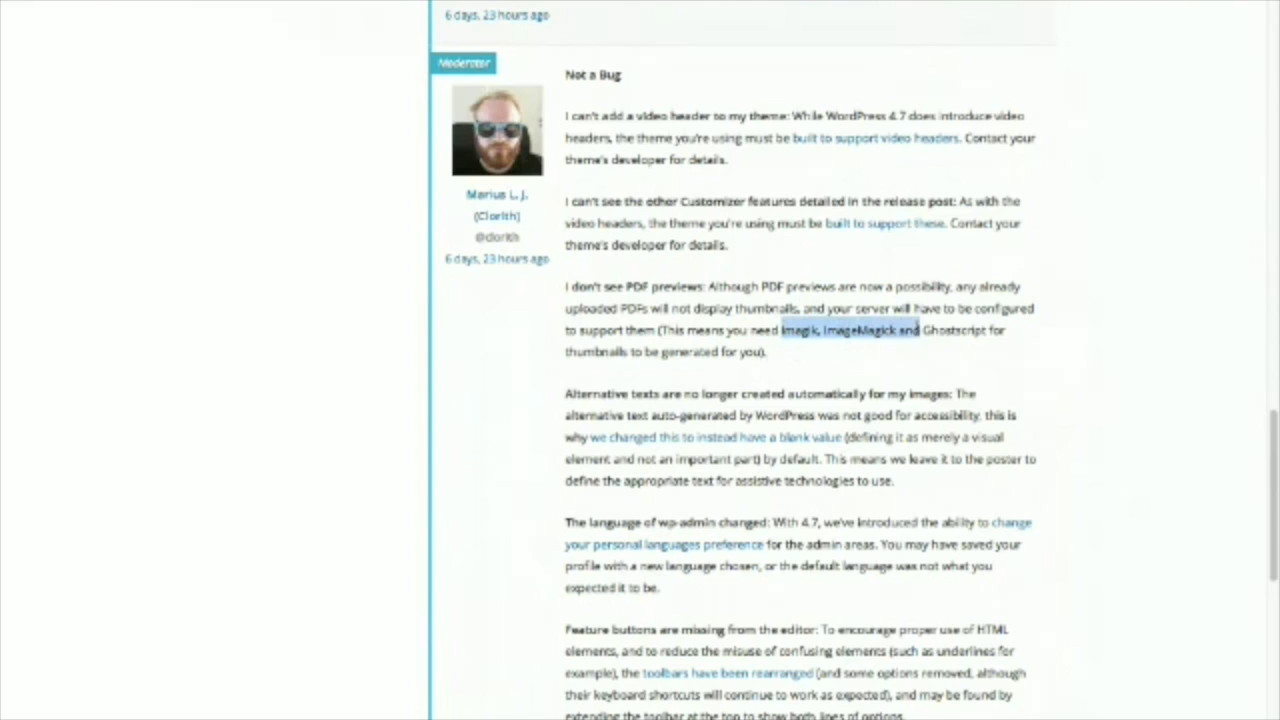 6 days, 23 hours ago
Moderator
Marius L. J.
(Clorith)
@clorith
6 days, 23 hours ago
Not a Bug
I can't add a video header to my theme: While WordPress 4.7 does introduce video
headers, the theme you're using must be built to support video headers. Contact your
theme's developer for details.
I can't see the other Customizer features detailed in the release post: As with the
video headers, the theme you're using must be built to support these. Contact your
theme's developer for details.
I don't see PDF previews: Although PDF previews are now a possibility, any already
uploaded PDFs will not display thumbnails, and your server will have to be configured
to support them (This means you need Imagik, ImageMagick and Ghostscript for
thumbnails to be generated for you).
Alternative texts are no longer created automatically for my images: The
alternative text auto-generated by WordPress was not good for accessibility, this is
why we changed this to instead have a blank value (defining it as merely a visual
element and not an important part) by default. This means we leave it to the poster to
define the appropriate text for assistive technologies to use.
The language of wp-admin changed: With 4.7, we've introduced the ability to change
your personal languages preference for the admin areas. You may have saved your
profile with a new language chosen, or the default language was not what you
expected it to be.
Feature buttons are missing from the editor: To encourage proper use of HTML
elements, and to reduce the misuse of confusing elements (such as underlines for
example), the toolbars have been rearranged (and some options removed, although
their keyboard shortcuts will continue to work as expected), and may be found by
extending the toolbar at the top to show both lines of options.